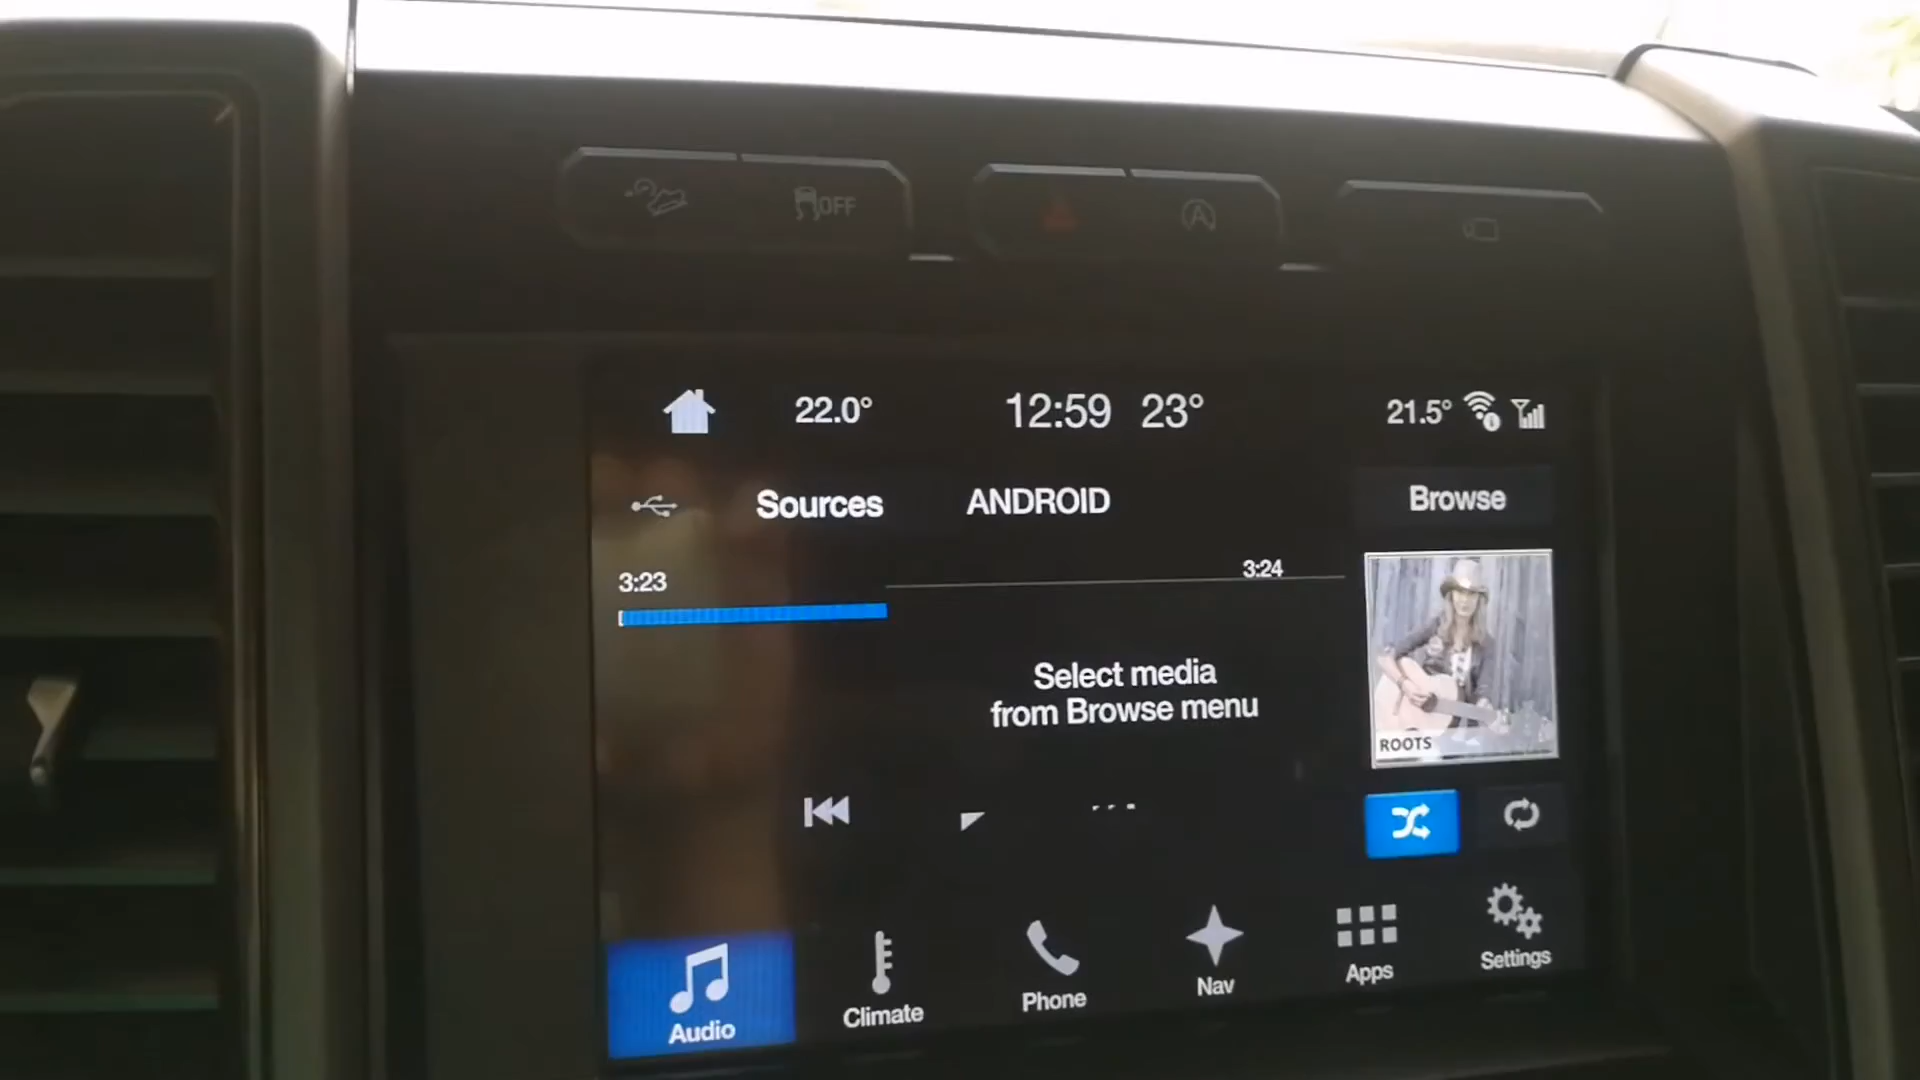 OFF
22.0° 12:59 23° 21.5°
Sources ANDROID Browse
3:23 3:24
Select media
from Browse menu
ROOTS
Audio Climate Phone Nav Apps Settings